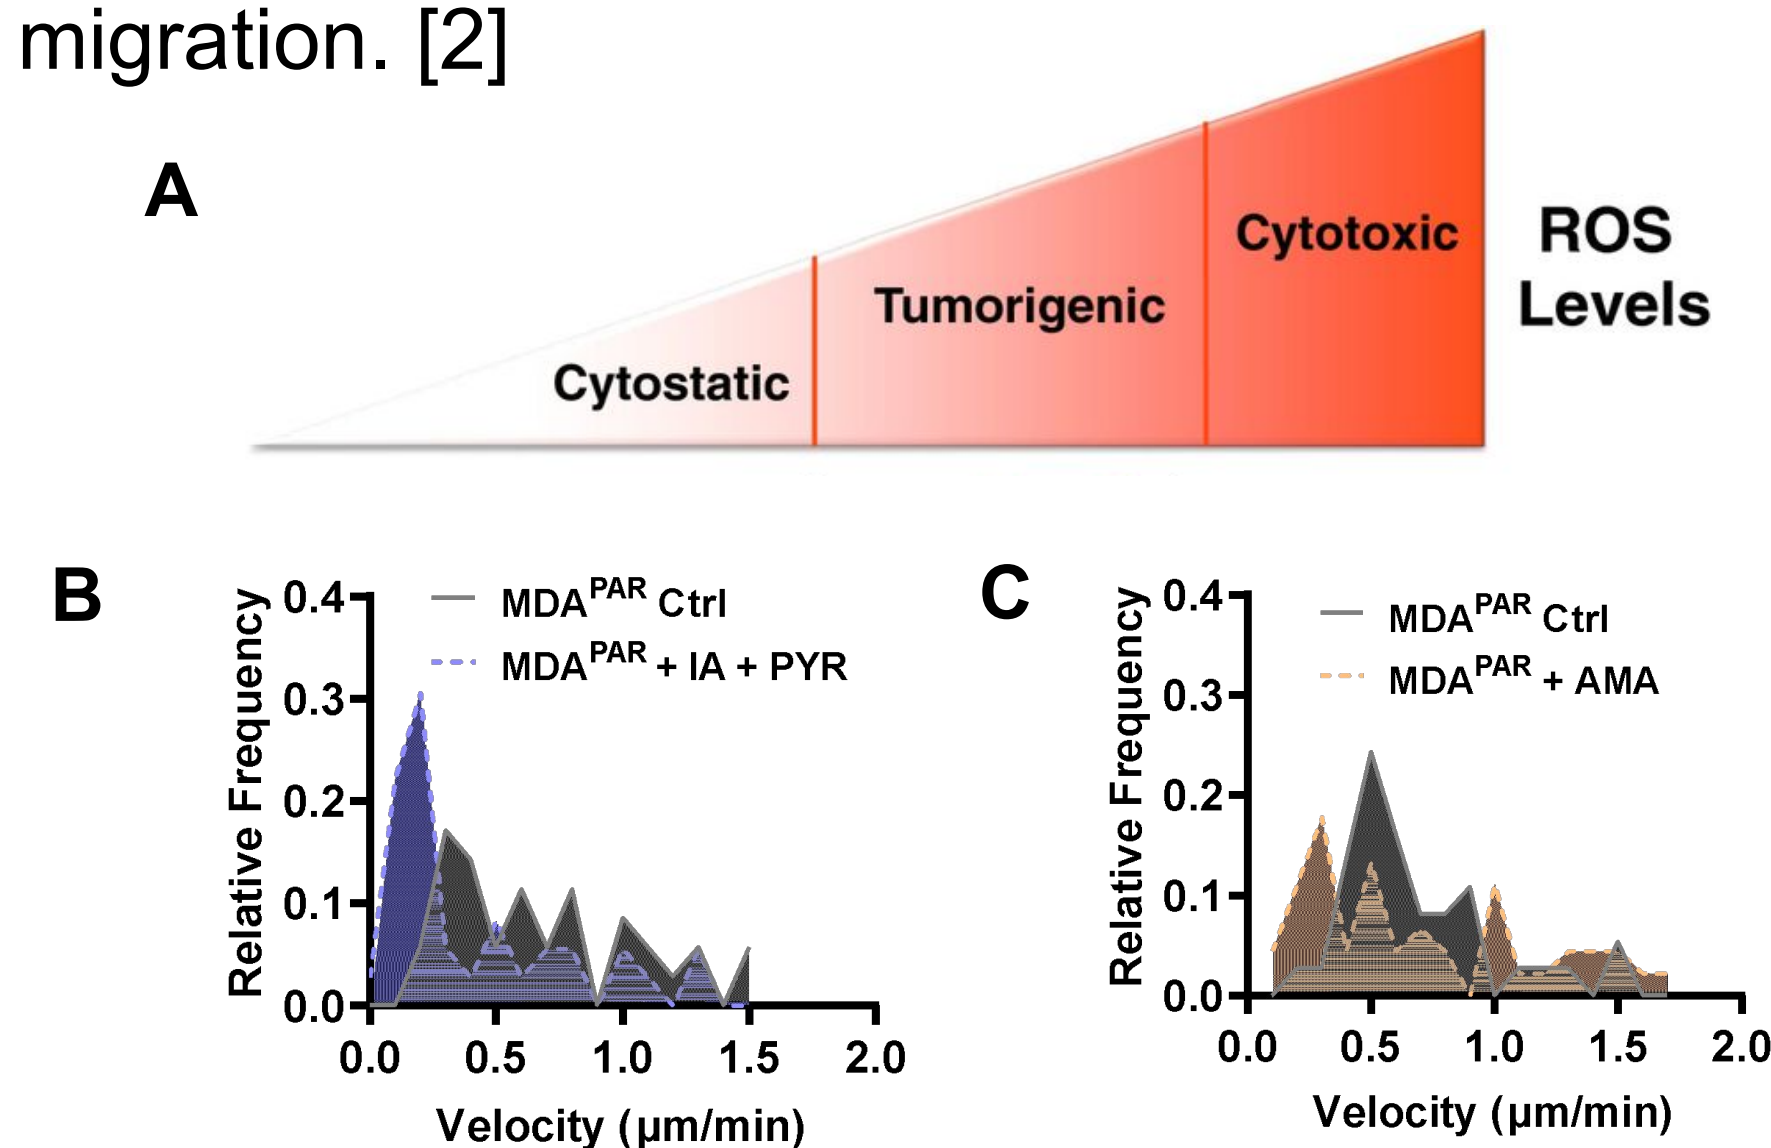 migration. [2]
A
Cytostatic
Tumorigenic
Cytotoxic
ROS
Levels
B
Relative Frequency
0.4
0.3
0.2
0.1
0.0
MDAPAR Ctrl
MDAPAR + IA + PYR
0.0 0.5 1.0 1.5 2.0
Velocity (µm/min)
C
Relative Frequency
0.4
0.3
0.2
0.1
0.0
MDAPAR Ctrl
MDAPAR + AMA
0.0 0.5 1.0 1.5 2.0
Velocity (µm/min)